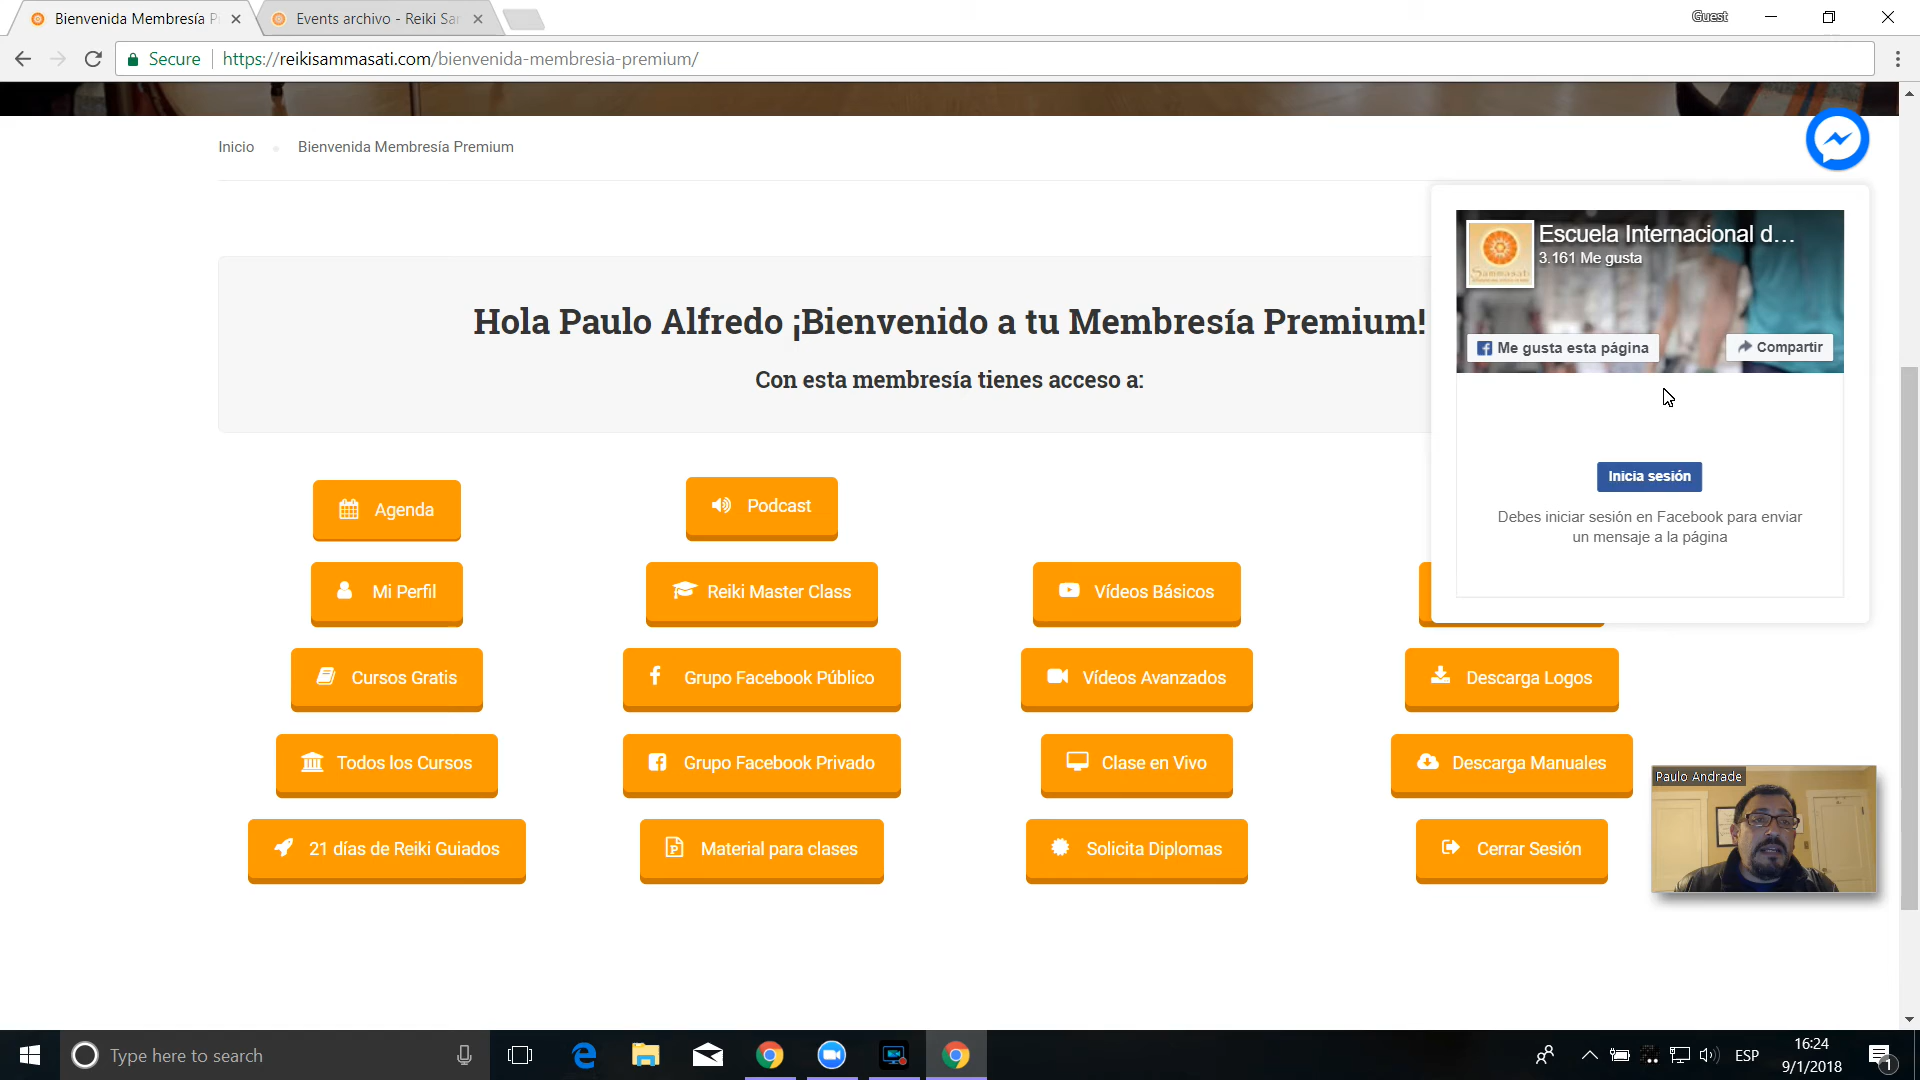 Bienvenida Membresía P
Events archivo - Reiki Sa
Guest
Secure
https://reikisammasati.com/bienvenida-membresia-premium/
Inicio
Bienvenida Membresía Premium
Escuela Internacional d...
3.161 Me gusta
Sammasati
Me gusta esta página
Compartir
Hola Paulo Alfredo ¡Bienvenido a tu Membresía Premium!
Con esta membresía tienes acceso a:
Inicia sesión
Debes iniciar sesión en Facebook para enviar
un mensaje a la página
Agenda
Podcast
Mi Perfil
Reiki Master Class
Vídeos Básicos
Cursos Gratis
Grupo Facebook Público
Vídeos Avanzados
Descarga Logos
Todos los Cursos
Grupo Facebook Privado
Clase en Vivo
Descarga Manuales
Paulo Andrade
21 días de Reiki Guiados
Material para clases
Solicita Diplomas
Cerrar Sesión
Type here to search
ESP
16:24
9/1/2018
1